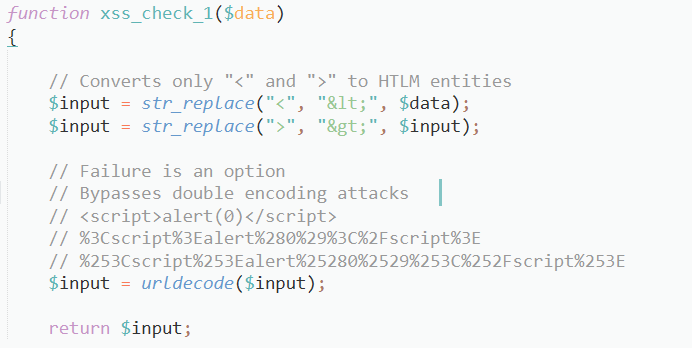 function xss_check_1($data)
{
// Converts only "<" and ">" to HTLM entities
$input = str_replace("<", "&lt;", $data);
$input = str_replace(">", "&gt;", $input);
// Failure is an option
// Bypasses double encoding attacks
// <script>alert(0)</script>
// %3Cscript%3Ealert%280%29%3C%2Fscript%3E
// %253Cscript%253Ealert%25280%2529%253C%252Fscript%253E
$input = urldecode($input);
return $input;